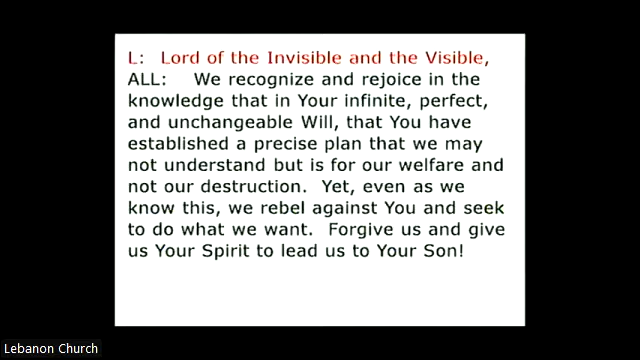 L:  Lord of the Invisible and the Visible,
ALL:    We recognize and rejoice in the
knowledge that in Your infinite, perfect,
and unchangeable Will, that You have
established a precise plan that we may
not understand but is for our welfare and
not our destruction.  Yet, even as we
know this, we rebel against You and seek
to do what we want.  Forgive us and give
us Your Spirit to lead us to Your Son!
Lebanon Church